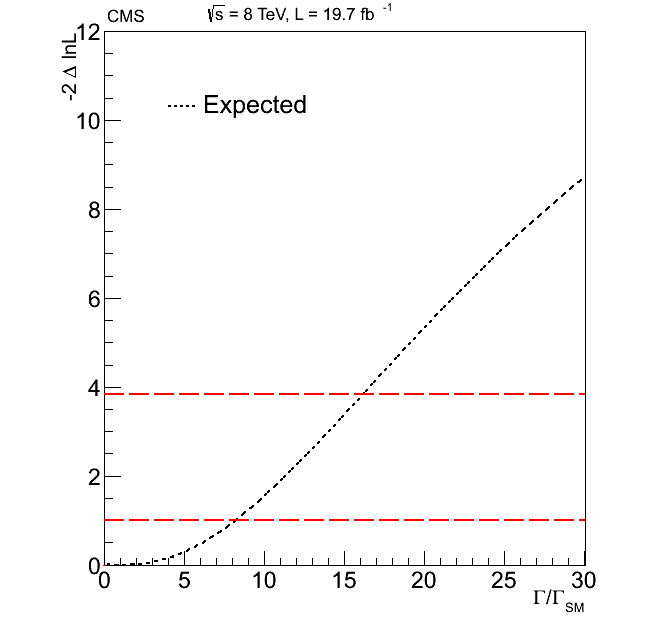 CMS
√s = 8 TeV, L = 19.7 fb⁻¹
-2 Δ lnL
12
10
8
6
4
2
0
Expected
0 5 10 15 20 25 30
Γ/Γ_SM